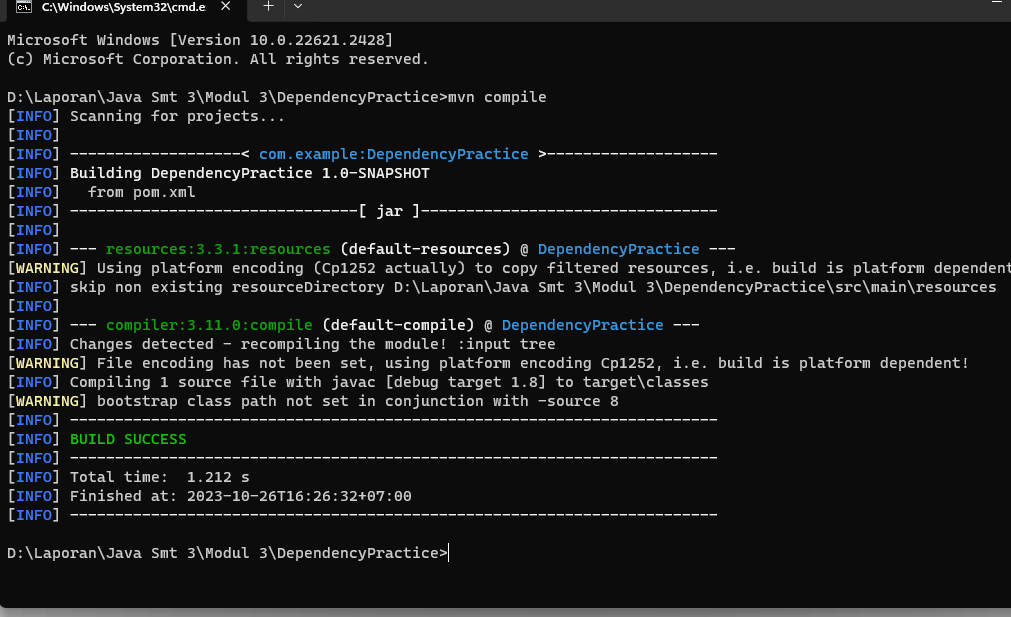 C:\Windows\System32\cmd.e
Microsoft Windows [Version 10.0.22621.2428]
(c) Microsoft Corporation. All rights reserved.
D:\Laporan\Java Smt 3\Modul 3\DependencyPractice>mvn compile
[INFO] Scanning for projects...
[INFO]
[INFO] -------------------< com.example:DependencyPractice >-------------------
[INFO] Building DependencyPractice 1.0-SNAPSHOT
[INFO]   from pom.xml
[INFO] --------------------------------[ jar ]---------------------------------
[INFO]
[INFO] --- resources:3.3.1:resources (default-resources) @ DependencyPractice ---
[WARNING] Using platform encoding (Cp1252 actually) to copy filtered resources, i.e. build is platform dependent
[INFO] skip non existing resourceDirectory D:\Laporan\Java Smt 3\Modul 3\DependencyPractice\src\main\resources
[INFO]
[INFO] --- compiler:3.11.0:compile (default-compile) @ DependencyPractice ---
[INFO] Changes detected - recompiling the module! :input tree
[WARNING] File encoding has not been set, using platform encoding Cp1252, i.e. build is platform dependent!
[INFO] Compiling 1 source file with javac [debug target 1.8] to target\classes
[WARNING] bootstrap class path not set in conjunction with -source 8
[INFO] ------------------------------------------------------------------------
[INFO] BUILD SUCCESS
[INFO] ------------------------------------------------------------------------
[INFO] Total time:  1.212 s
[INFO] Finished at: 2023-10-26T16:26:32+07:00
[INFO] ------------------------------------------------------------------------
D:\Laporan\Java Smt 3\Modul 3\DependencyPractice>